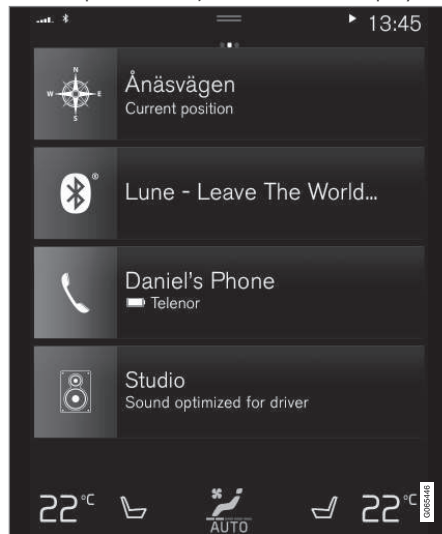 13:45
N
W E
S
Ånäsvägen
Current position
®
Lune - Leave The World...
Daniel's Phone
Telenor
Studio
Sound optimized for driver
22°C
AUTO
22°C
G065446